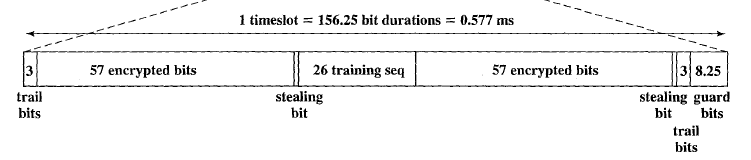 1 timeslot = 156.25 bit durations = 0.577 ms
3 57 encrypted bits 26 training seq 57 encrypted bits 3 8.25
trail bits
stealing bit
stealing bit
trail bits
guard bits